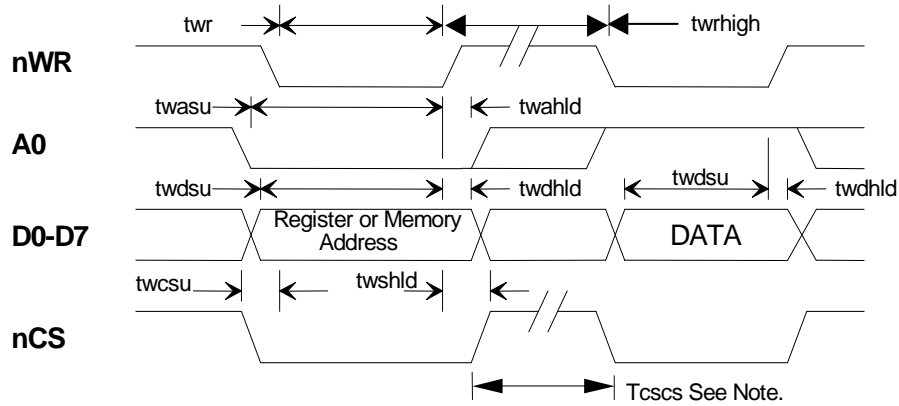 twr twrhigh
nWR
twasu twahld
A0
twdsu twdhld twdsu twdhld
D0-D7
Register or Memory
Address
DATA
twcsu twshld
nCS
Tcscs See Note.